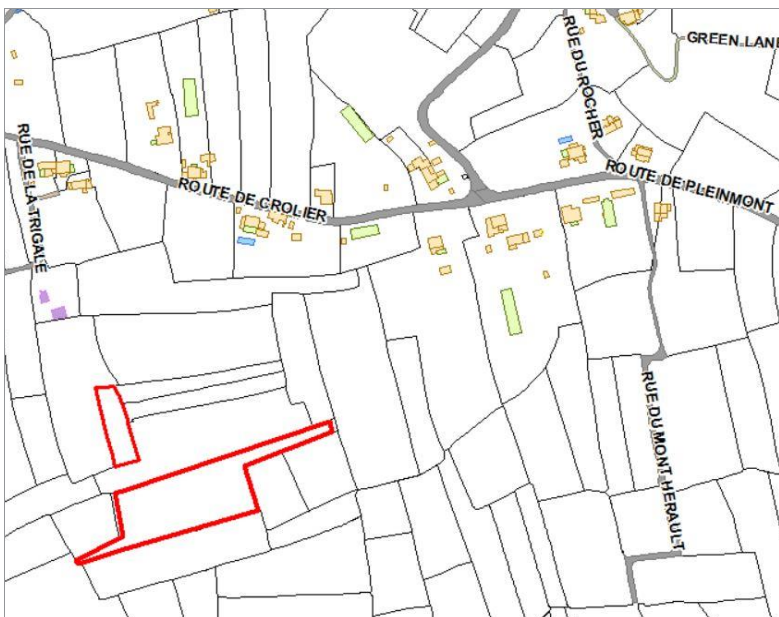 GREEN LANE
RUE DU ROCHER
RUE DE LA TRIGALE
ROUTE DE CROLIER
ROUTE DE PLEINMONT
RUE DU MONT HERAULT